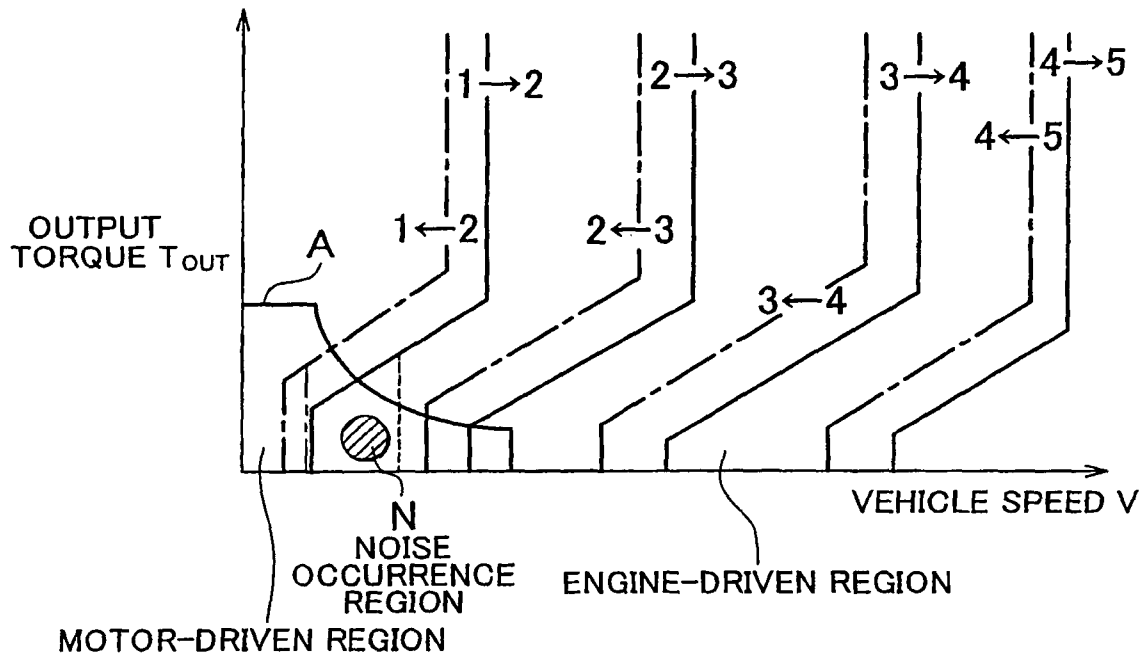 1→2
2→3
3→4
4→5
4←5
1←2
2←3
3←4
OUTPUT
TORQUE TOUT
A
VEHICLE SPEED V
N
NOISE
OCCURRENCE
REGION
ENGINE-DRIVEN REGION
MOTOR-DRIVEN REGION